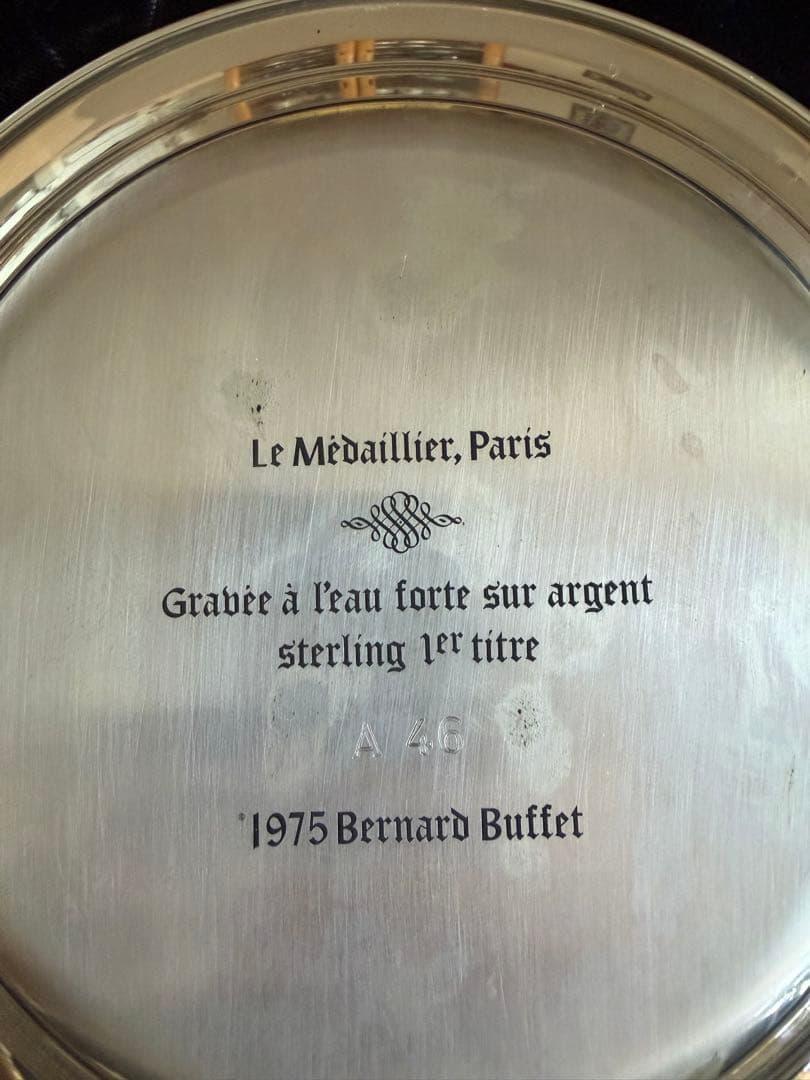 Le Médaillier, Paris
Gravée à l'eau forte sur argent
sterling 1er titre
A 46
1975 Bernard Buffet